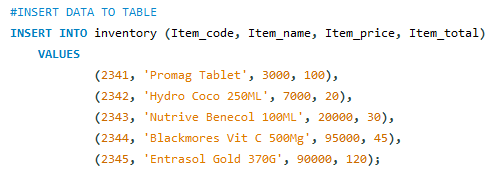 #INSERT DATA TO TABLE
INSERT INTO inventory (Item_code, Item_name, Item_price, Item_total)
VALUES
(2341, 'Promag Tablet', 3000, 100),
(2342, 'Hydro Coco 250ML', 7000, 20),
(2343, 'Nutrive Benecol 100ML', 20000, 30),
(2344, 'Blackmores Vit C 500Mg', 95000, 45),
(2345, 'Entrasol Gold 370G', 90000, 120);